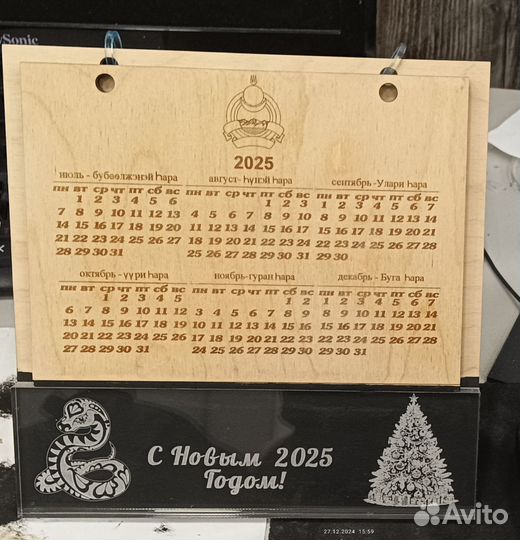 ySonic
2025
июль - бүбөөлжэнэй һара
пн вт ср чт пт сб вс
1 2 3 4 5 6
7 8 9 10 11 12 13
14 15 16 17 18 19 20
21 22 23 24 25 26 27
28 29 30 31
август- һүнэй һара
пн вт ср чт пт сб вс
1 2 3
4 5 6 7 8 9 10
11 12 13 14 15 16 17
18 19 20 21 22 23 24
25 26 27 28 29 30 31
сентябрь -Улари һара
пн вт ср чт пт сб вс
1 2 3 4 5 6 7
8 9 10 11 12 13 14
15 16 17 18 19 20 21
22 23 24 25 26 27 28
29 30
октябрь - үүри һара
пн вт ср чт пт сб вс
1 2 3 4 5
6 7 8 9 10 11 12
13 14 15 16 17 18 19
20 21 22 23 24 25 26
27 28 29 30 31
ноябрь-гуран һара
пн вт ср чт пт сб вс
1 2
3 4 5 6 7 8 9
10 11 12 13 14 15 16
17 18 19 20 21 22 23
24 25 26 27 28 29 30
декабрь - Буга һара
пн вт ср чт пт сб вс
1 2 3 4 5 6 7
8 9 10 11 12 13 14
15 16 17 18 19 20 21
22 23 24 25 26 27 28
29 30 31
С Новым 2025
Годом!
27.12.2024 15:59
Avito